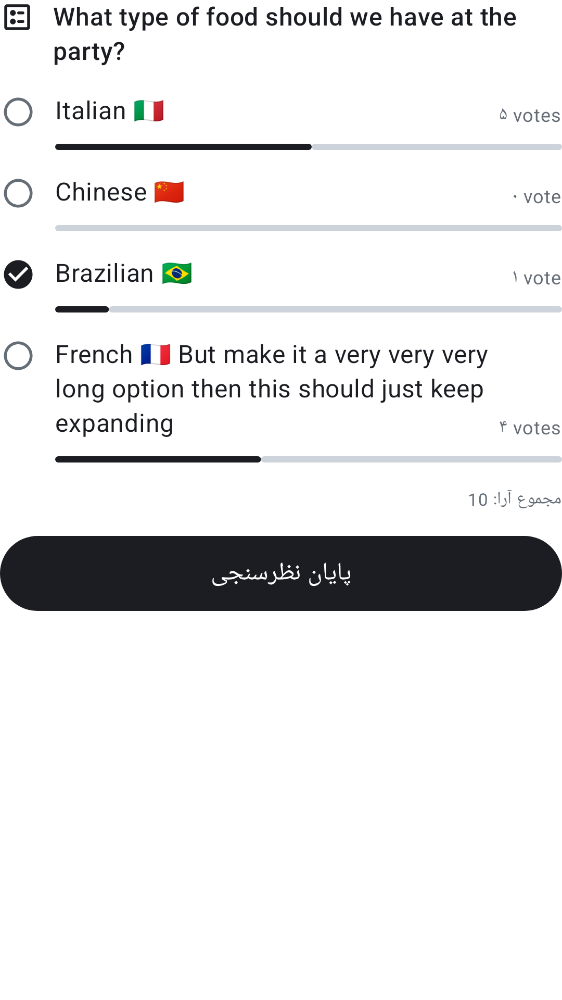 What type of food should we have at the
party?
Italian 🇮🇹
۵ votes
Chinese 🇨🇳
۰ vote
Brazilian 🇧🇷
۱ vote
French 🇫🇷 But make it a very very very
long option then this should just keep
expanding
۴ votes
مجموع آرا: 10
پایان نظرسنجی